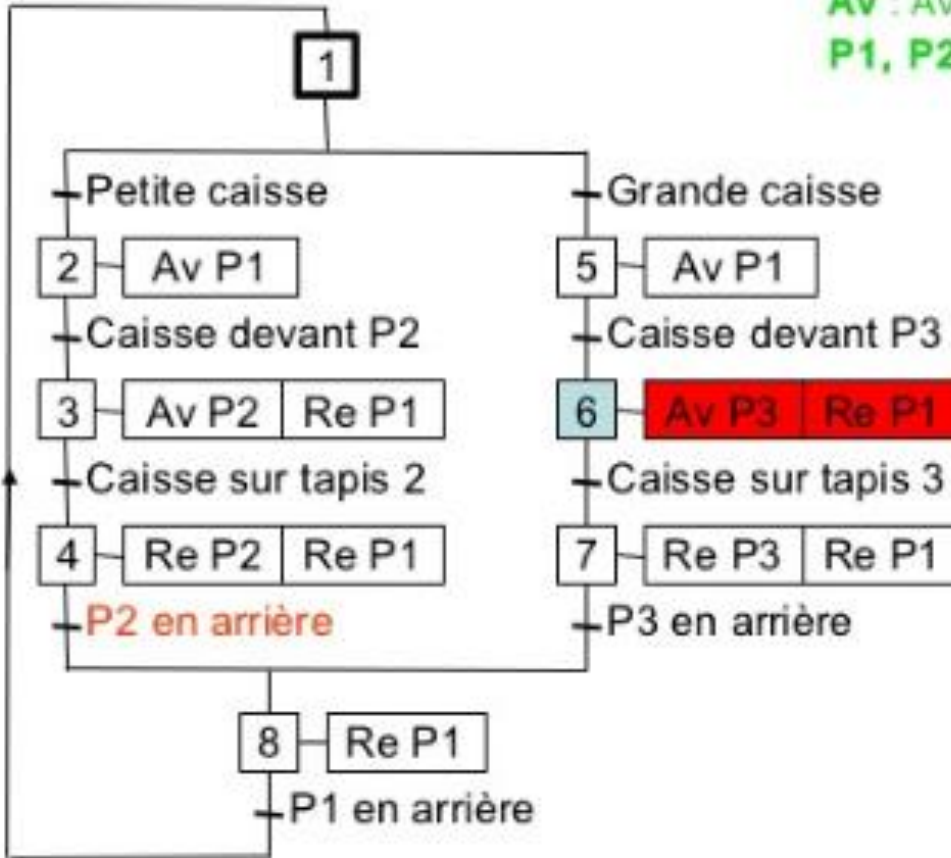 Av : Av
P1, P2
1
Petite caisse
Grande caisse
2 Av P1
5 Av P1
Caisse devant P2
Caisse devant P3
3 Av P2 Re P1
6 Av P3 Re P1
Caisse sur tapis 2
Caisse sur tapis 3
4 Re P2 Re P1
7 Re P3 Re P1
P2 en arrière
P3 en arrière
8 Re P1
P1 en arrière